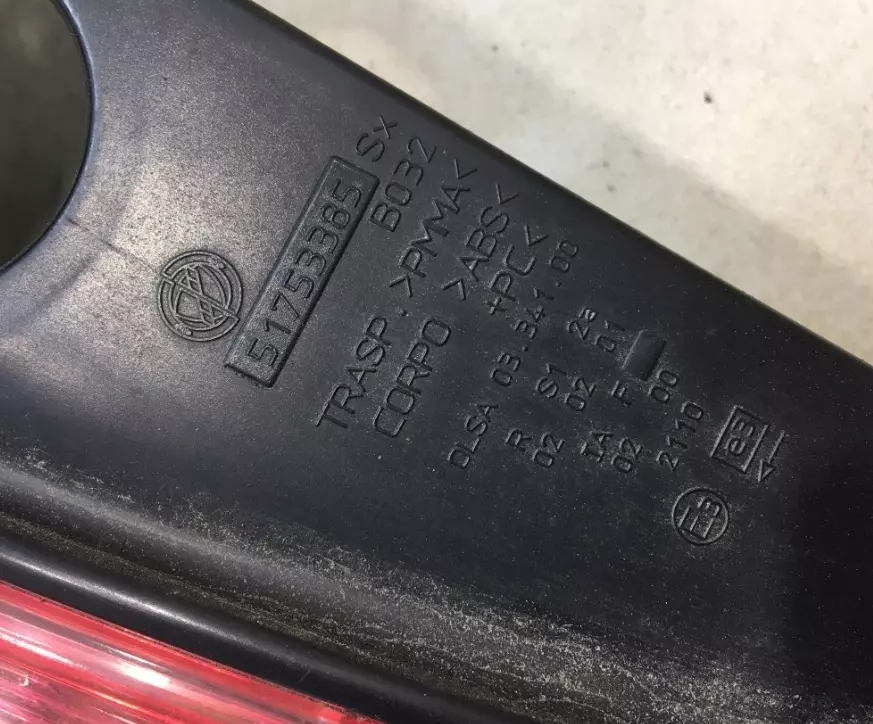 51753385
Sx
B032
TRASP. >PMMA<
CORPO >ABS<
+PC<
OLSA 03.341.00
R S1 2a
02 02 01
IA F
02 00
2110
e3
E3